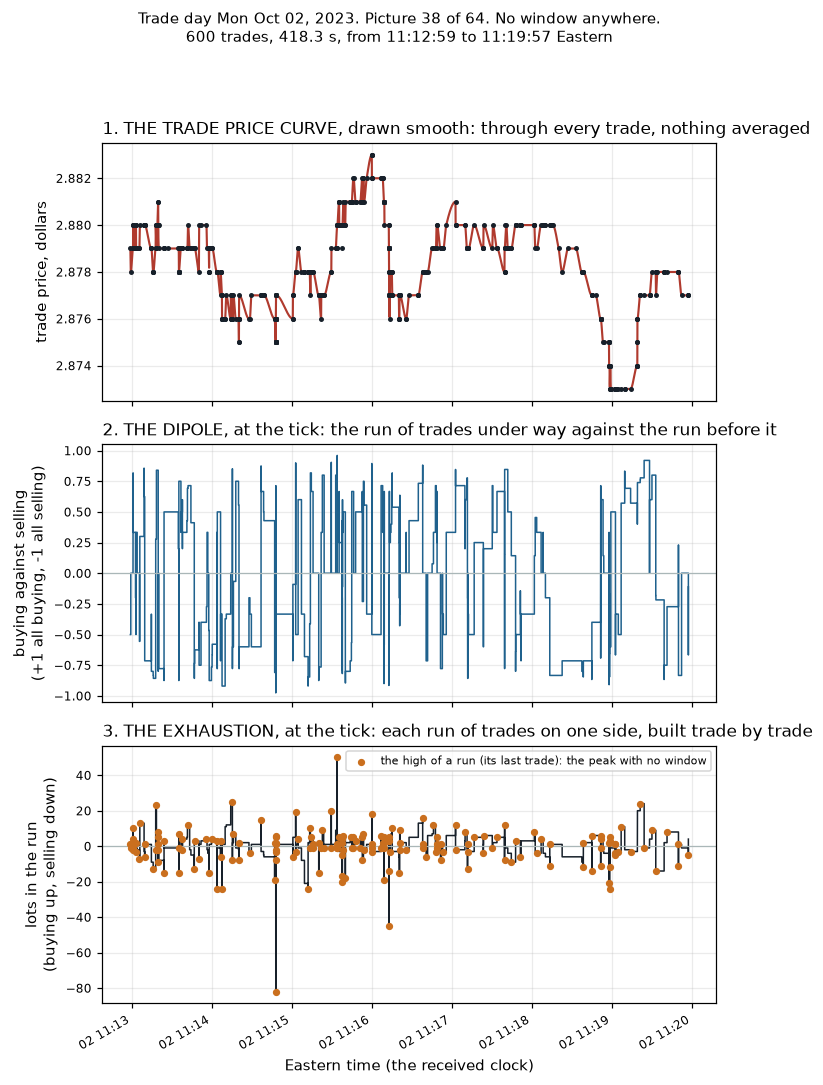 Trade day Mon Oct 02, 2023. Picture 38 of 64. No window anywhere.
600 trades, 418.3 s, from 11:12:59 to 11:19:57 Eastern
1. THE TRADE PRICE CURVE, drawn smooth: through every trade, nothing averaged
trade price, dollars
2.882
2.880
2.878
2.876
2.874
2. THE DIPOLE, at the tick: the run of trades under way against the run before it
buying against selling
(+1 all buying, -1 all selling)
1.00
0.75
0.50
0.25
0.00
−0.25
−0.50
−0.75
−1.00
3. THE EXHAUSTION, at the tick: each run of trades on one side, built trade by trade
the high of a run (its last trade): the peak with no window
lots in the run
(buying up, selling down)
40
20
0
−20
−40
−60
−80
02 11:13
02 11:14
02 11:15
02 11:16
02 11:17
02 11:18
02 11:19
02 11:20
Eastern time (the received clock)